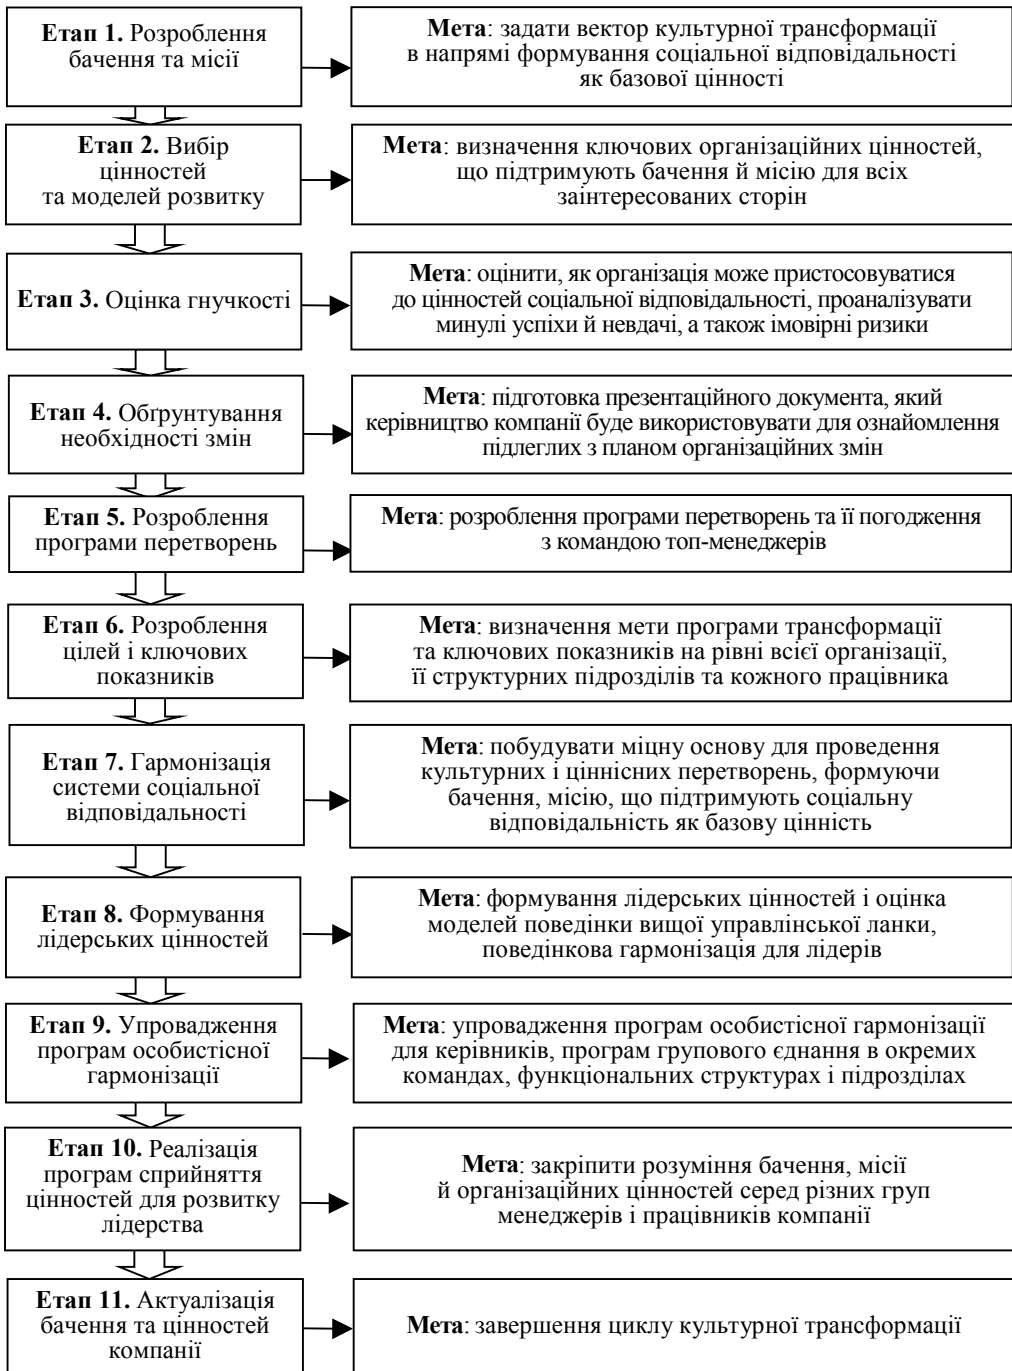 Етап 1. Розроблення
бачення та місії
Мета: задати вектор культурної трансформації
в напрямі формування соціальної відповідальності
як базової цінності
Етап 2. Вибір
цінностей
та моделей розвитку
Мета: визначення ключових організаційних цінностей,
що підтримують бачення й місію для всіх
заінтересованих сторін
Етап 3. Оцінка гнучкості
Мета: оцінити, як організація може пристосовуватися
до цінностей соціальної відповідальності, проаналізувати
минулі успіхи й невдачі, а також імовірні ризики
Етап 4. Обґрунтування
необхідності змін
Мета: підготовка презентаційного документа, який
керівництво компанії буде використовувати для ознайомлення
підлеглих з планом організаційних змін
Етап 5. Розроблення
програми перетворень
Мета: розроблення програми перетворень та її погодження
з командою топ-менеджерів
Етап 6. Розроблення
цілей і ключових
показників
Мета: визначення мети програми трансформації
та ключових показників на рівні всієї організації,
її структурних підрозділів та кожного працівника
Етап 7. Гармонізація
системи соціальної
відповідальності
Мета: побудувати міцну основу для проведення
культурних і ціннісних перетворень, формуючи
бачення, місію, що підтримують соціальну
відповідальність як базову цінність
Етап 8. Формування
лідерських цінностей
Мета: формування лідерських цінностей і оцінка
моделей поведінки вищої управлінської ланки,
поведінкова гармонізація для лідерів
Етап 9. Упровадження
програм особистісної
гармонізації
Мета: упровадження програм особистісної гармонізації
для керівників, програм групового єднання в окремих
командах, функціональних структурах і підрозділах
Етап 10. Реалізація
програм сприйняття
цінностей для розвитку
лідерства
Мета: закріпити розуміння бачення, місії
й організаційних цінностей серед різних груп
менеджерів і працівників компанії
Етап 11. Актуалізація
бачення та цінностей
компанії
Мета: завершення циклу культурної трансформації